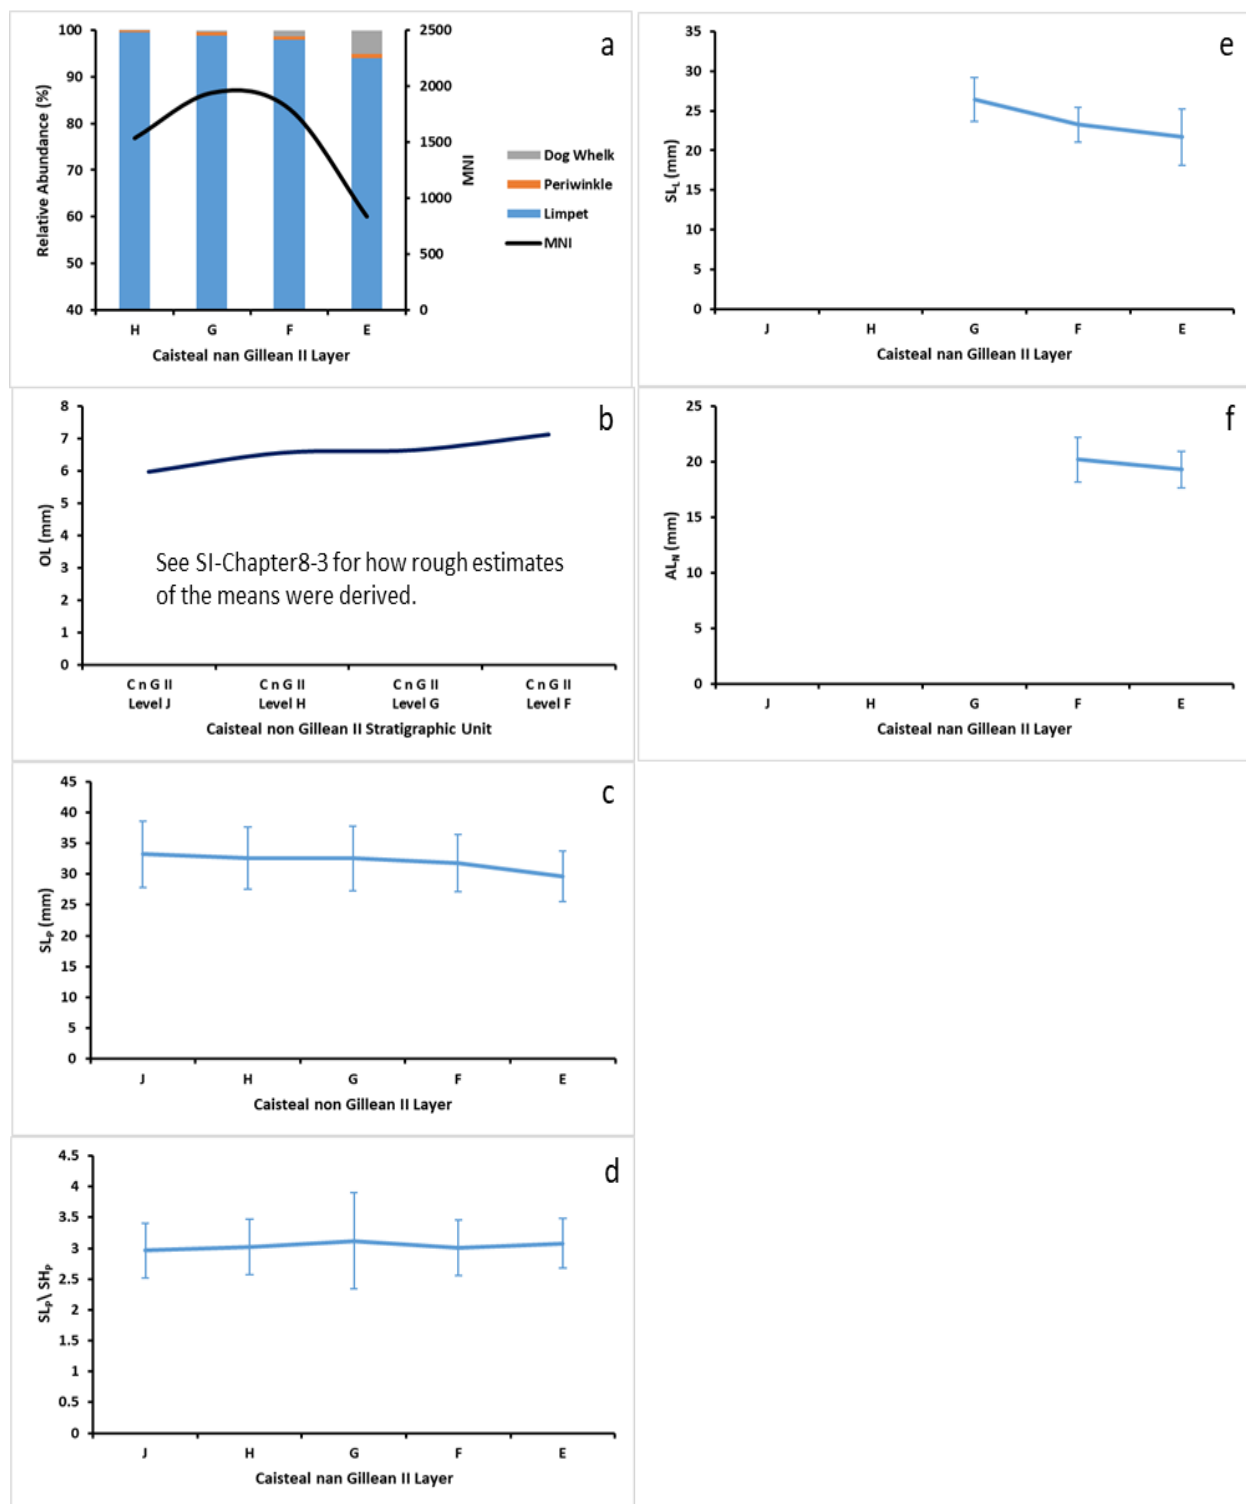 a
100
90
80
70
60
50
40
Relative Abundance (%)
2500
2000
1500
1000
500
0
MNI
Dog Whelk
Periwinkle
Limpet
MNI
H G F E
Caisteal nan Gillean II Layer
b
8
7
6
5
4
3
2
1
0
OL (mm)
See SI-Chapter8-3 for how rough estimates
of the means were derived.
C n G II C n G II C n G II C n G II
Level J Level H Level G Level F
Caisteal non Gillean II Stratigraphic Unit
c
45
40
35
30
25
20
15
10
5
0
SLP (mm)
J H G F E
Caisteal non Gillean II Layer
d
4.5
4
3.5
3
2.5
2
1.5
1
0.5
0
SLP\ SHP
J H G F E
Caisteal nan Gillean II Layer
e
35
30
25
20
15
10
5
0
SLL (mm)
J H G F E
Caisteal nan Gillean II Layer
f
25
20
15
10
5
0
ALN (mm)
J H G F E
Caisteal nan Gillean II Layer